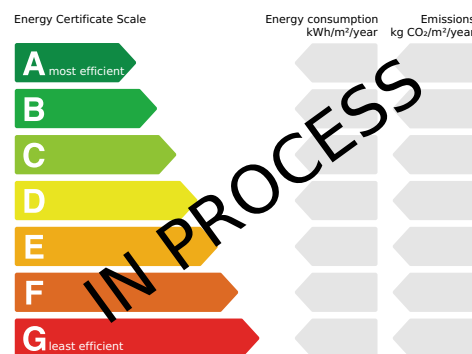 Energy Certificate Scale
Energy consumption
kWh/m²/year
Emissions
kg CO₂/m²/year
A most efficient
B
C
D
E
F
G least efficient
IN PROCESS